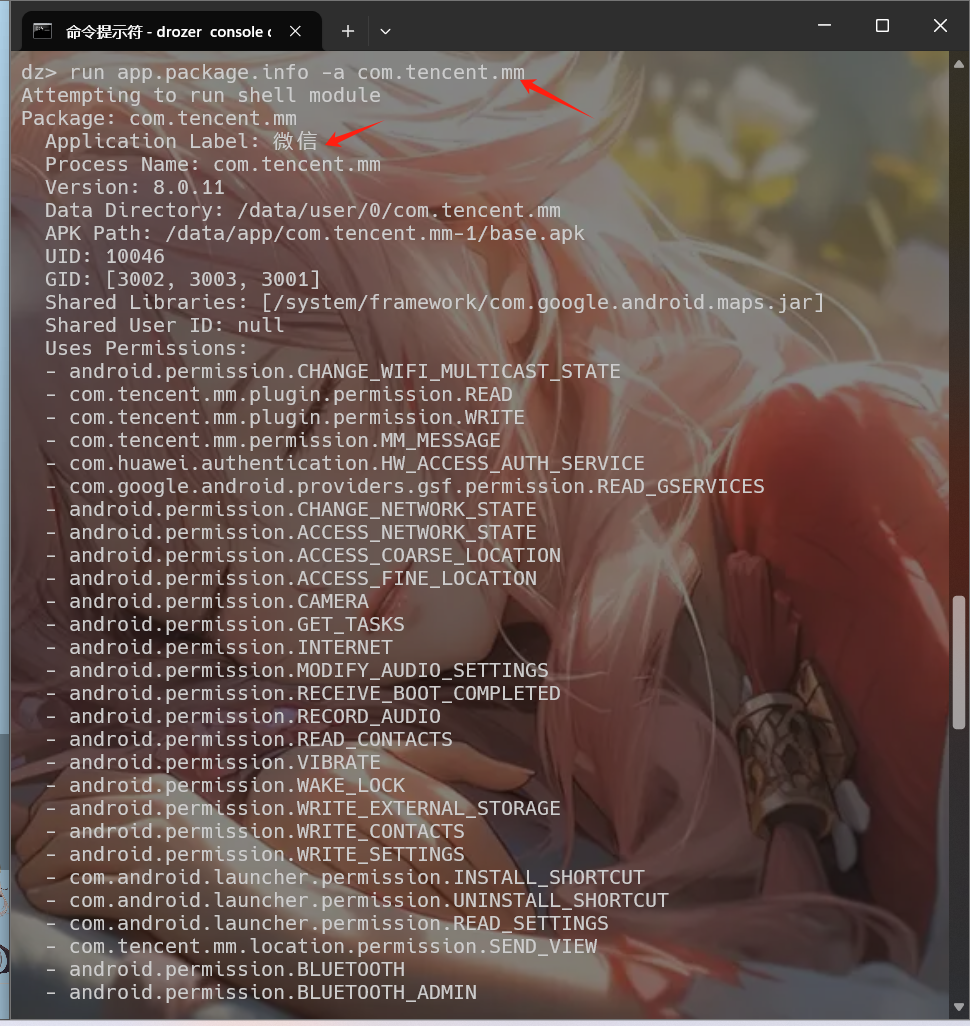 命令提示符 - drozer console c
dz> run app.package.info -a com.tencent.mm
Attempting to run shell module
Package: com.tencent.mm
Application Label: 微信
Process Name: com.tencent.mm
Version: 8.0.11
Data Directory: /data/user/0/com.tencent.mm
APK Path: /data/app/com.tencent.mm-1/base.apk
UID: 10046
GID: [3002, 3003, 3001]
Shared Libraries: [/system/framework/com.google.android.maps.jar]
Shared User ID: null
Uses Permissions:
- android.permission.CHANGE_WIFI_MULTICAST_STATE
- com.tencent.mm.plugin.permission.READ
- com.tencent.mm.plugin.permission.WRITE
- com.tencent.mm.permission.MM_MESSAGE
- com.huawei.authentication.HW_ACCESS_AUTH_SERVICE
- com.google.android.providers.gsf.permission.READ_GSERVICES
- android.permission.CHANGE_NETWORK_STATE
- android.permission.ACCESS_NETWORK_STATE
- android.permission.ACCESS_COARSE_LOCATION
- android.permission.ACCESS_FINE_LOCATION
- android.permission.CAMERA
- android.permission.GET_TASKS
- android.permission.INTERNET
- android.permission.MODIFY_AUDIO_SETTINGS
- android.permission.RECEIVE_BOOT_COMPLETED
- android.permission.RECORD_AUDIO
- android.permission.READ_CONTACTS
- android.permission.VIBRATE
- android.permission.WAKE_LOCK
- android.permission.WRITE_EXTERNAL_STORAGE
- android.permission.WRITE_CONTACTS
- android.permission.WRITE_SETTINGS
- com.android.launcher.permission.INSTALL_SHORTCUT
- com.android.launcher.permission.UNINSTALL_SHORTCUT
- com.android.launcher.permission.READ_SETTINGS
- com.tencent.mm.location.permission.SEND_VIEW
- android.permission.BLUETOOTH
- android.permission.BLUETOOTH_ADMIN